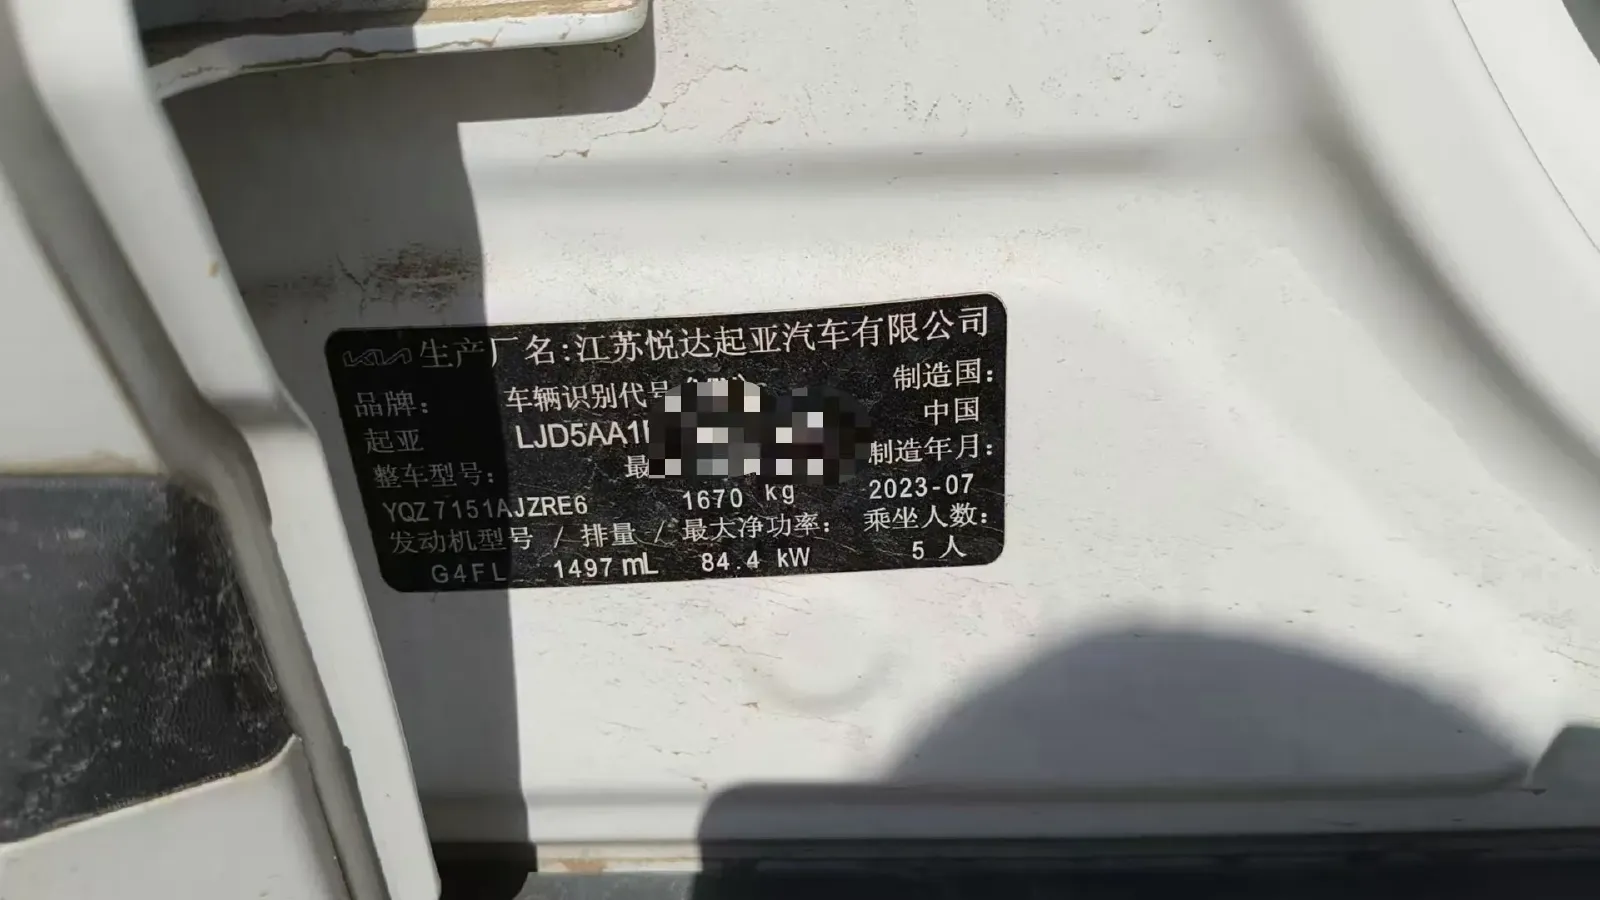 KIA 生产厂名:江苏悦达起亚汽车有限公司
品牌: 车辆识别代号 制造国:
起亚 LJD5AA1 中国
整车型号: 最 制造年月:
YQZ7151AJZRE6 1670 kg 2023-07
发动机型号 / 排量 / 最大净功率: 乘坐人数:
G4FL 1497 mL 84.4 kW 5 人